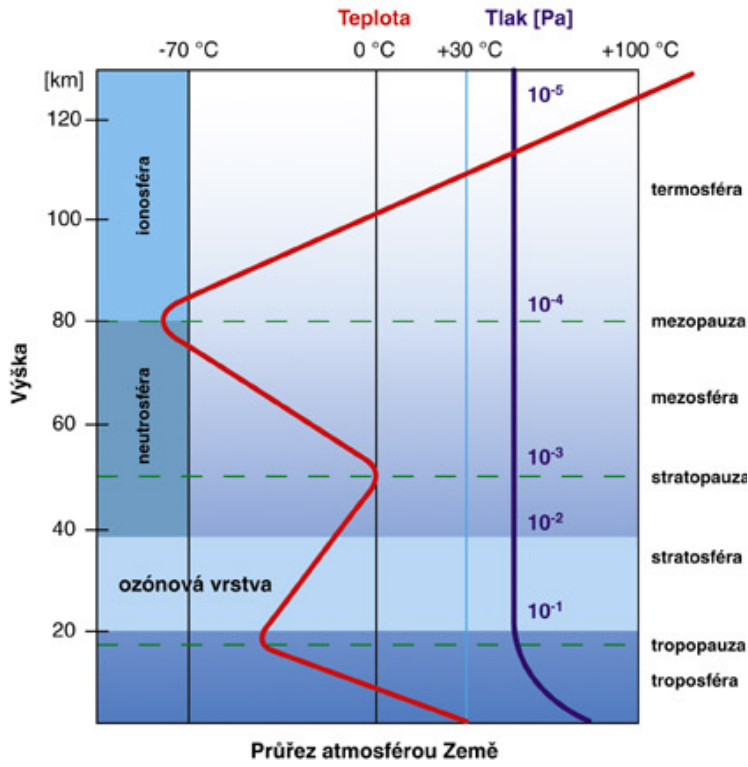 Teplota
Tlak [Pa]
-70 °C
0 °C
+30 °C
+100 °C
[km]
10-5
120
ionosféra
termosféra
100
10-4
80
mezopauza
Výška
neutrosféra
mezosféra
60
10-3
stratopauza
10-2
40
stratosféra
ozónová vrstva
10-1
20
tropopauza
troposféra
Průřez atmosférou Země